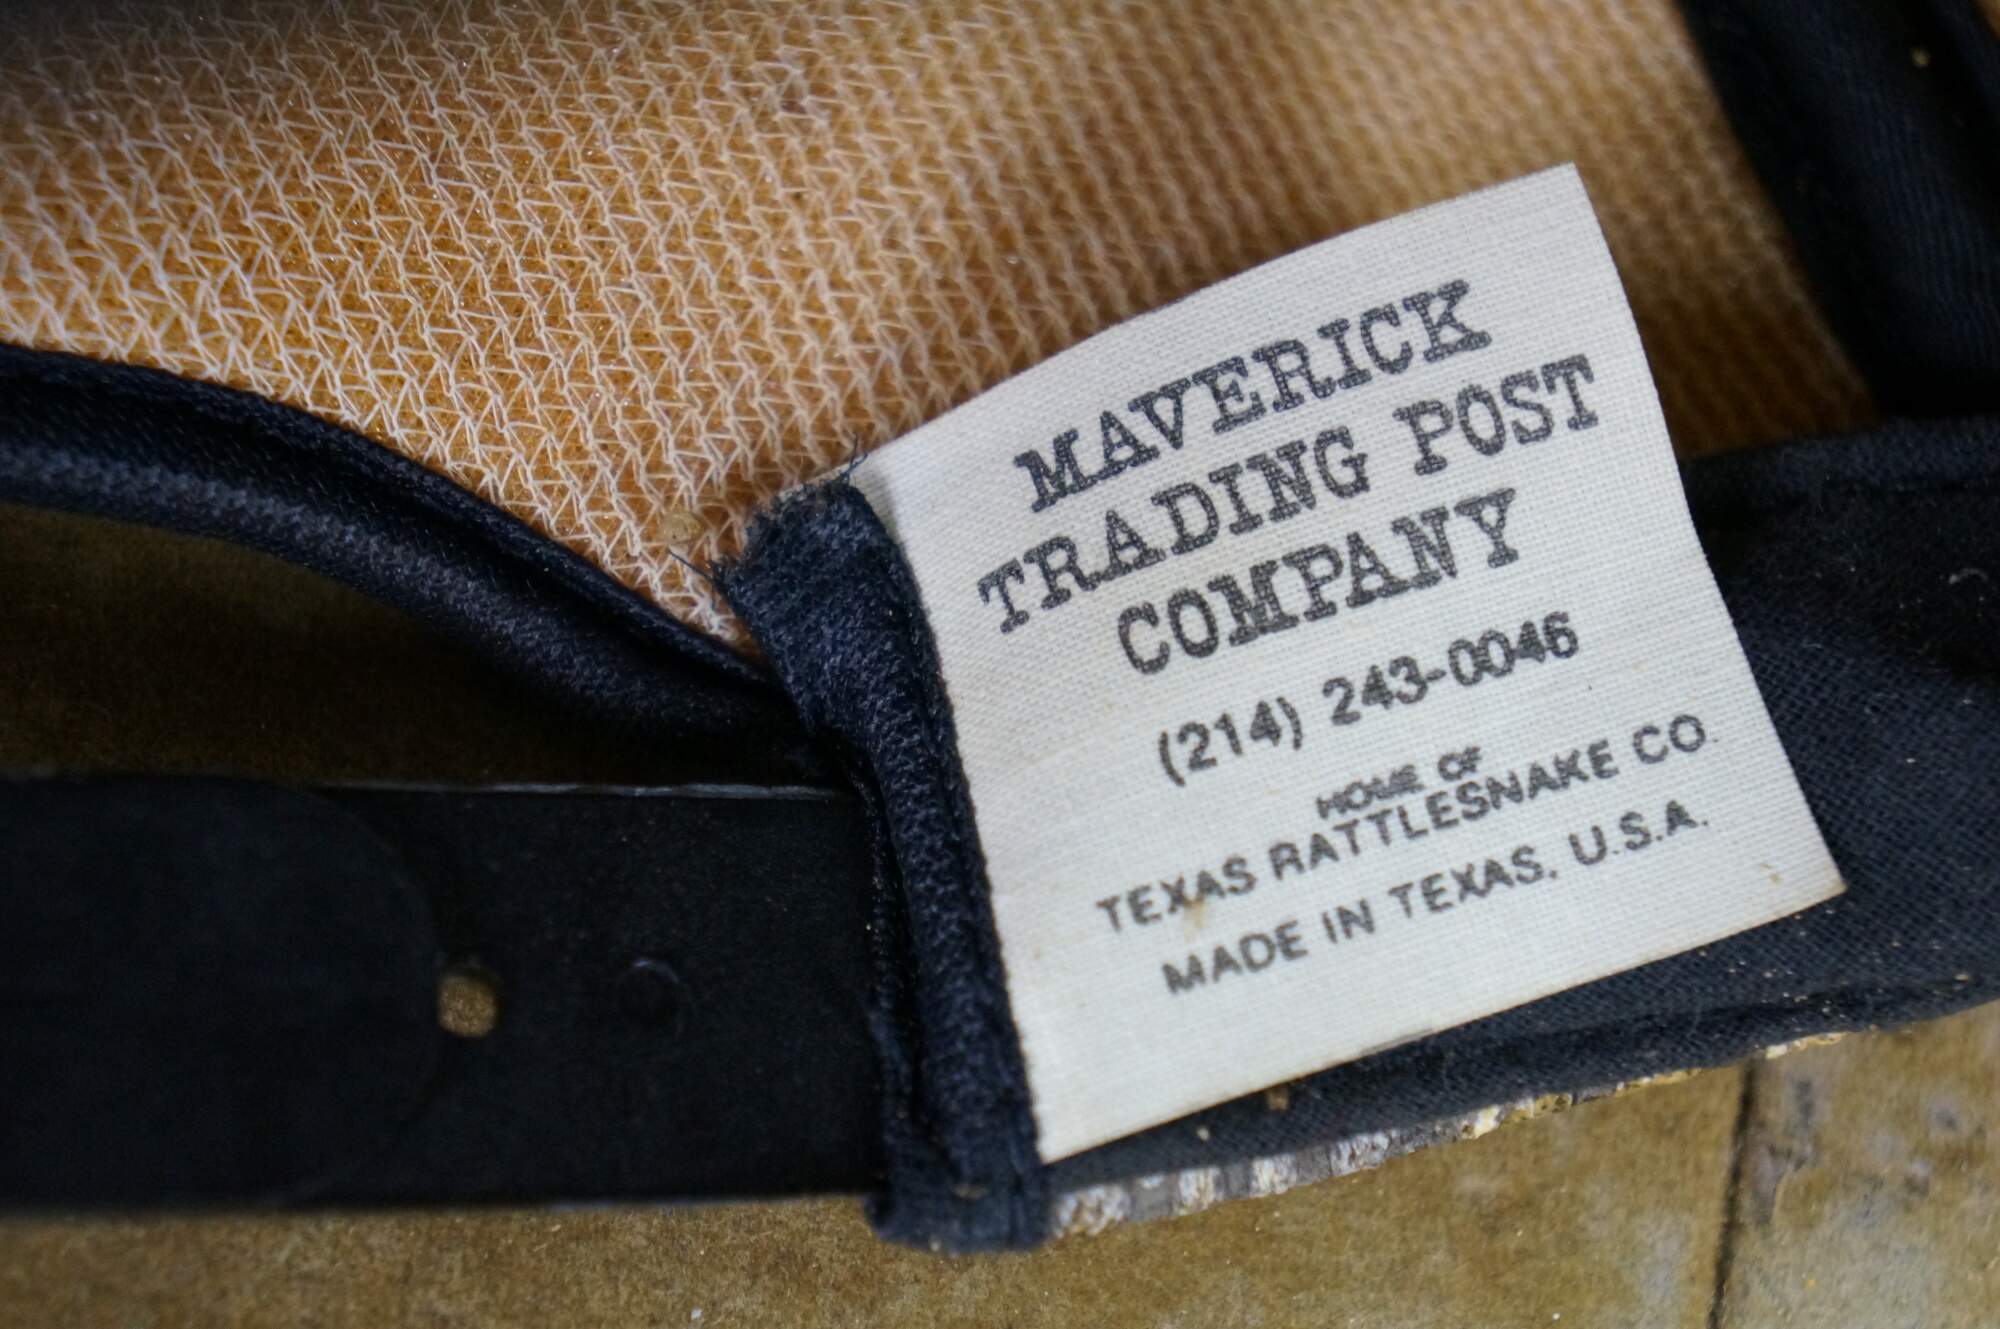 MAVERICK
TRADING POST
COMPANY
(214) 243-0046
HOME OF
TEXAS RATTLESNAKE CO.
MADE IN TEXAS, U.S.A.